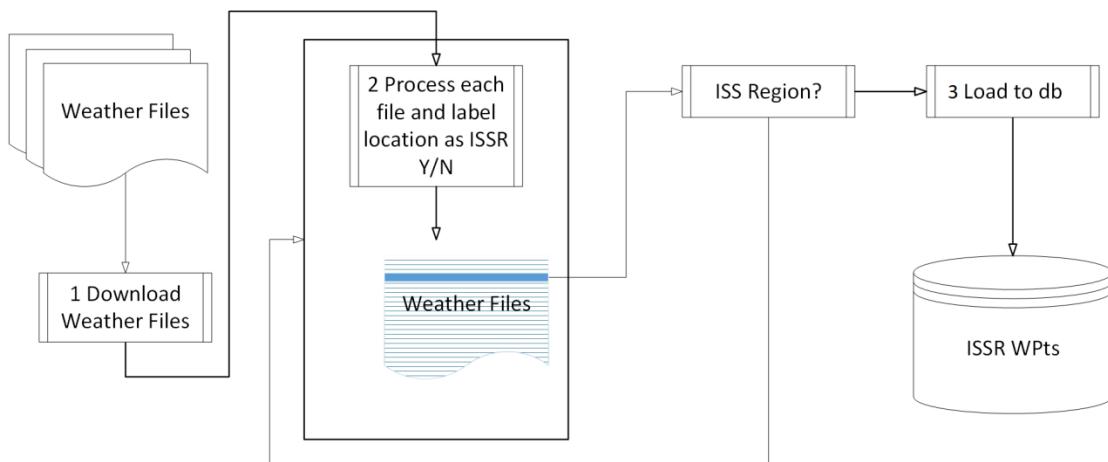 Weather Files
1 Download
Weather Files
2 Process each
file and label
location as ISSR
Y/N
Weather Files
ISS Region?
3 Load to db
ISSR WPts